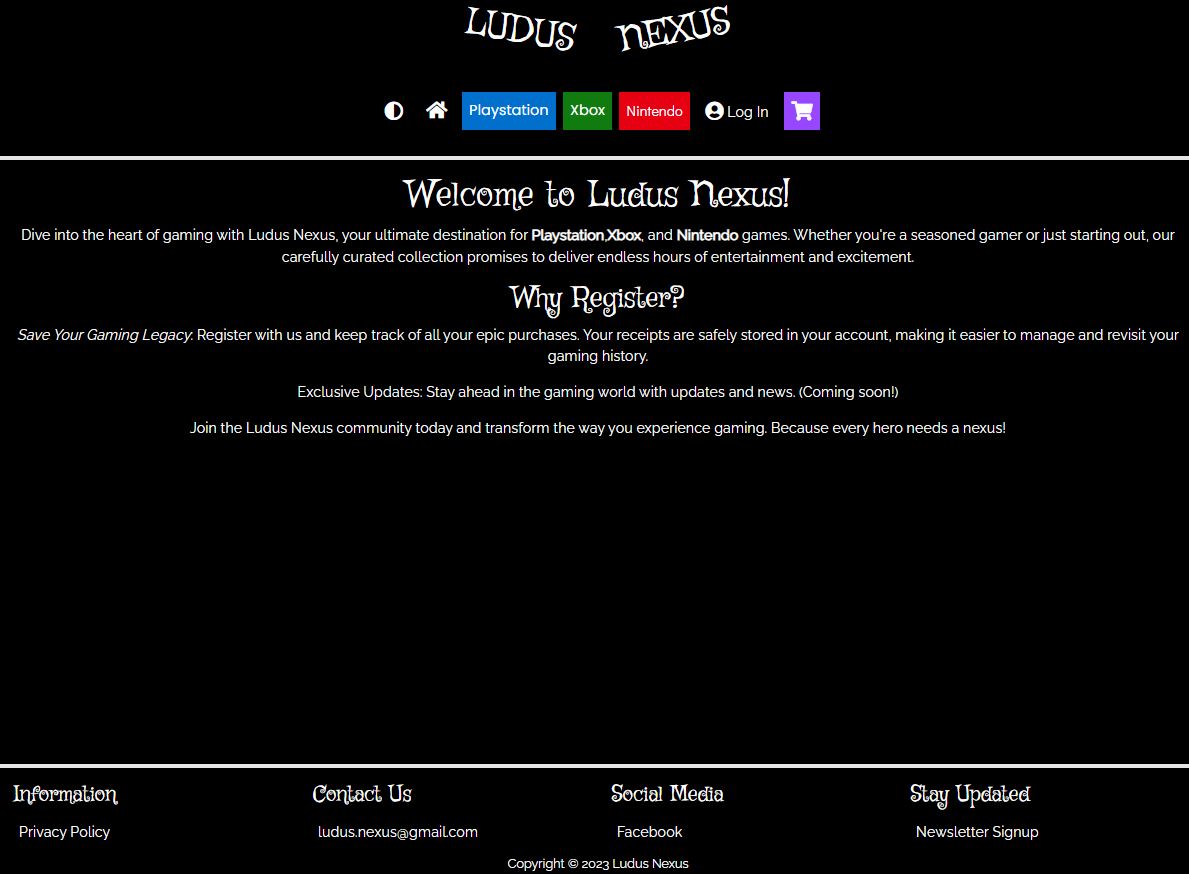 LUDUS NEXUS
Playstation Xbox Nintendo Log In
Welcome to Ludus Nexus!
Dive into the heart of gaming with Ludus Nexus, your ultimate destination for Playstation,Xbox, and Nintendo games. Whether you're a seasoned gamer or just starting out, our
carefully curated collection promises to deliver endless hours of entertainment and excitement.
Why Register?
Save Your Gaming Legacy: Register with us and keep track of all your epic purchases. Your receipts are safely stored in your account, making it easier to manage and revisit your
gaming history.
Exclusive Updates: Stay ahead in the gaming world with updates and news. (Coming soon!)
Join the Ludus Nexus community today and transform the way you experience gaming. Because every hero needs a nexus!
Information Contact Us Social Media Stay Updated
Privacy Policy ludus.nexus@gmail.com Facebook Newsletter Signup
Copyright © 2023 Ludus Nexus